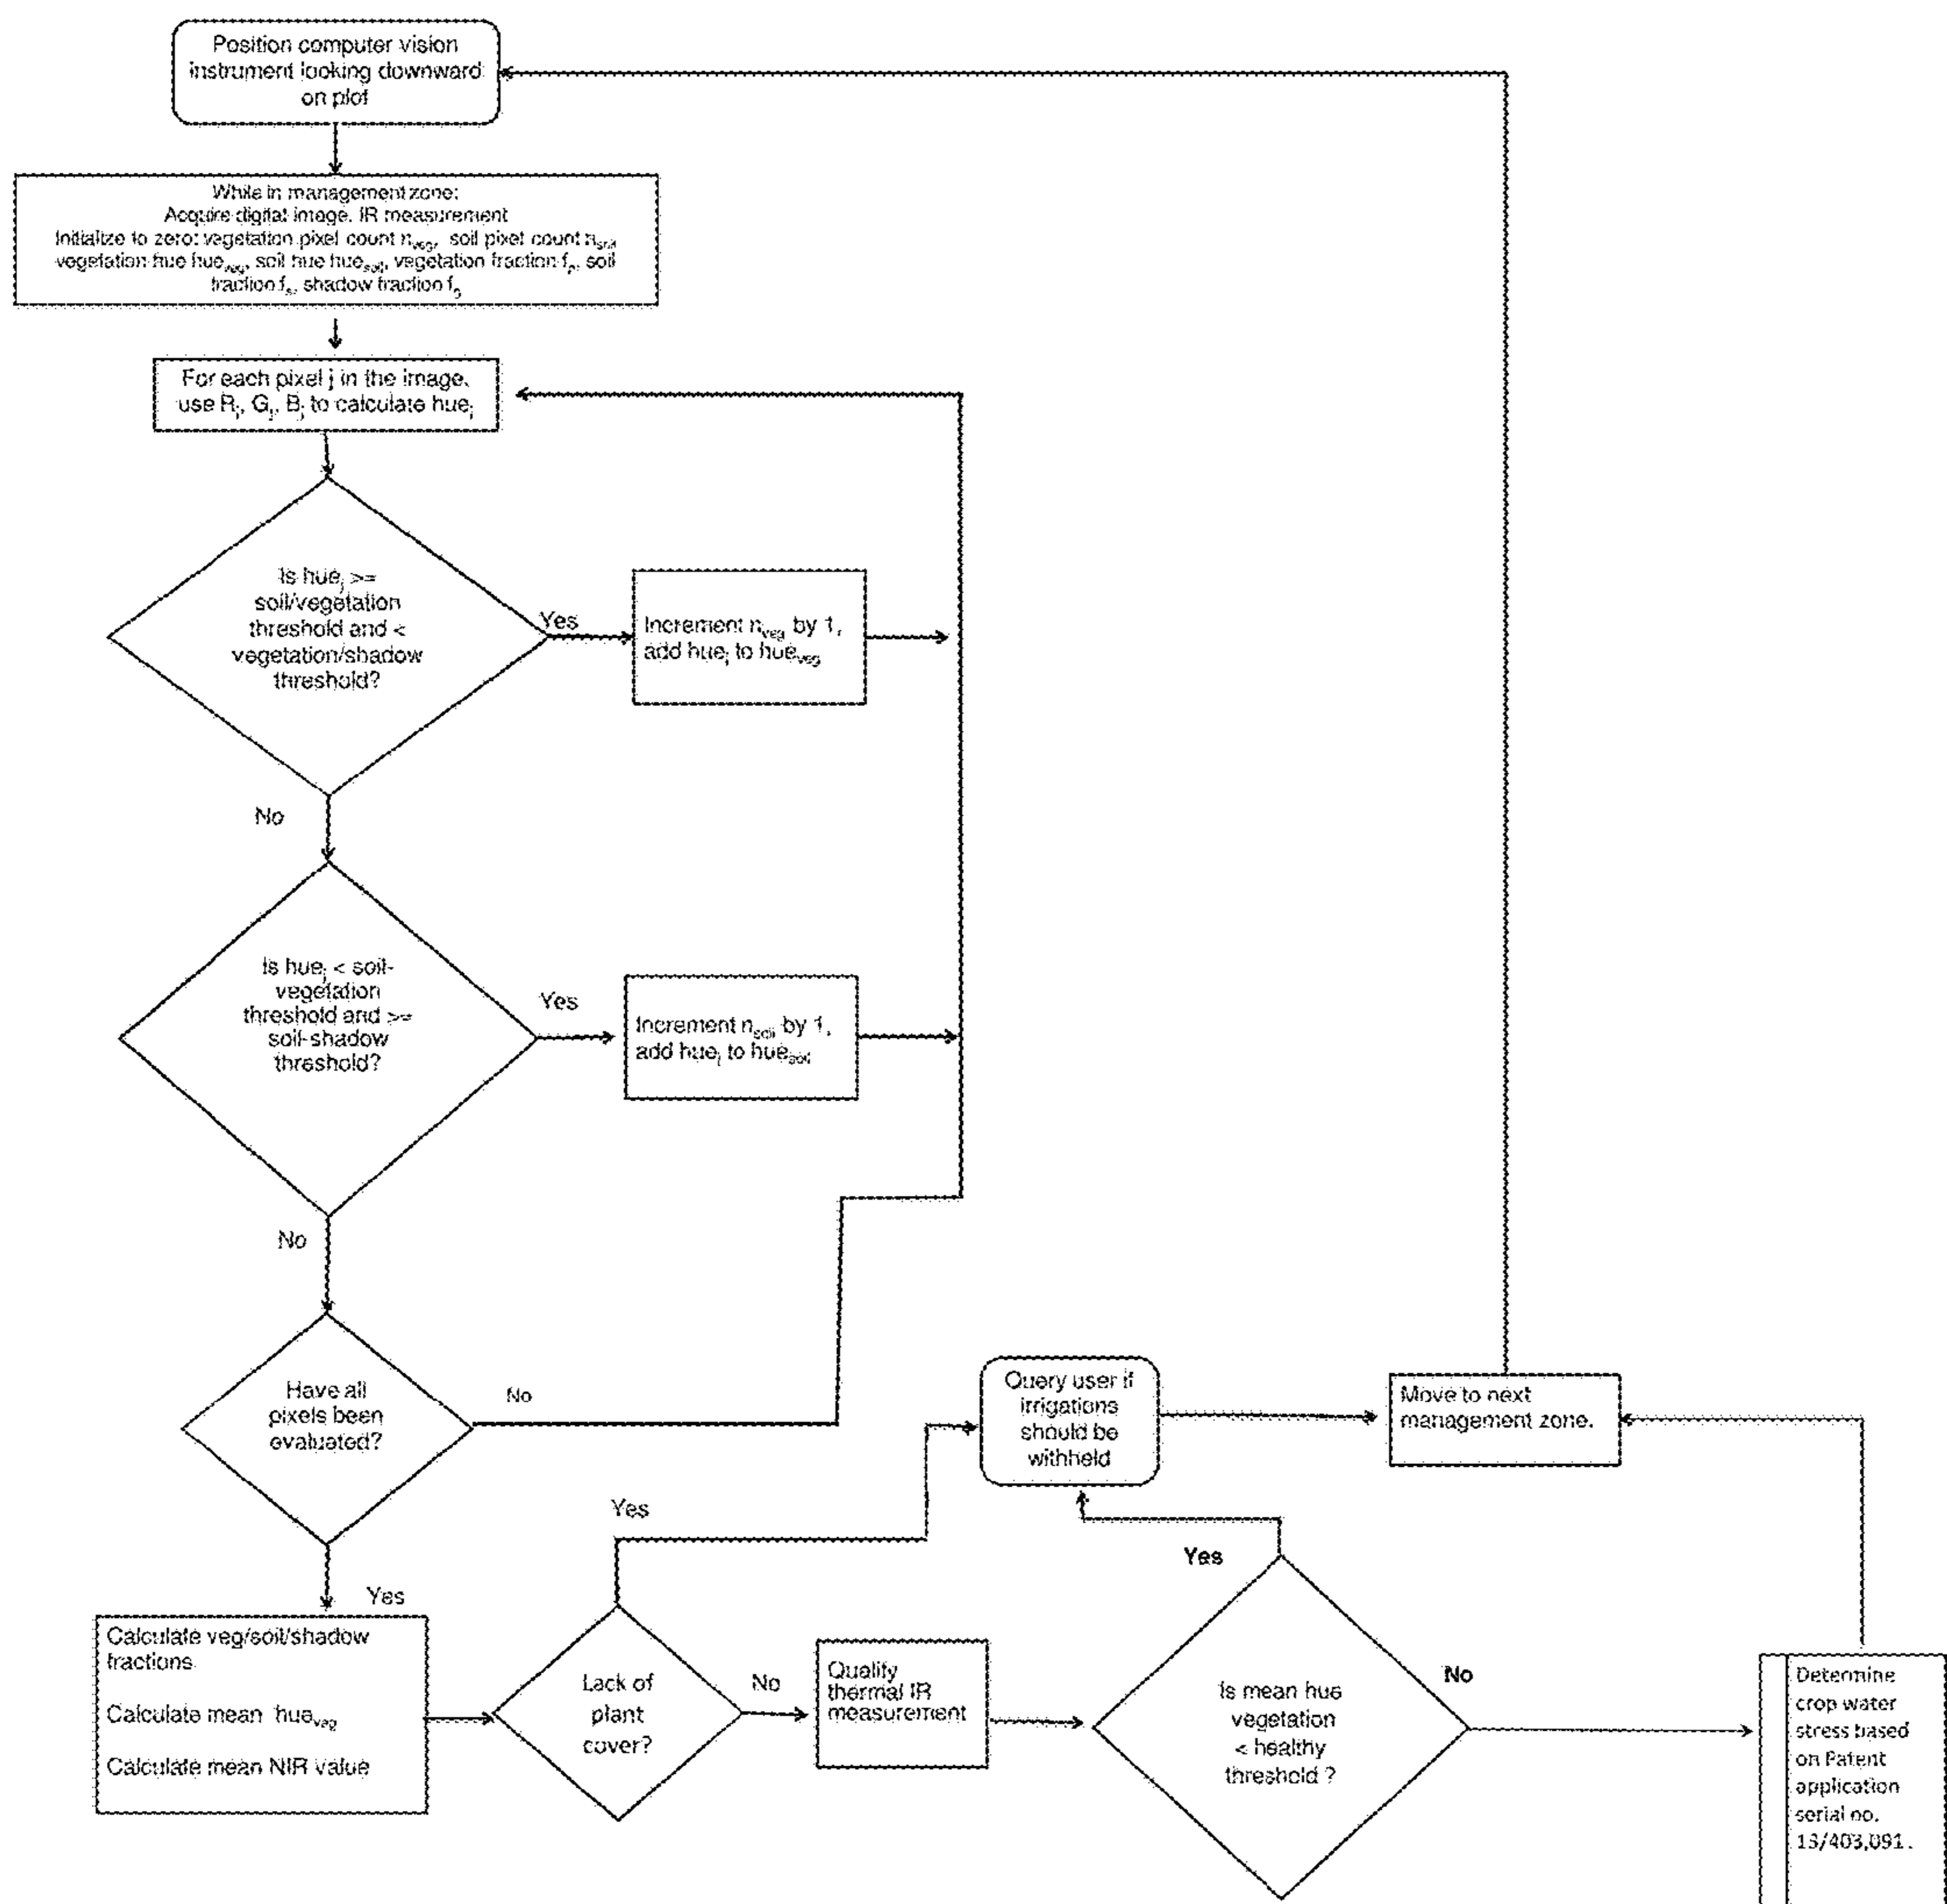 Position computer vision
instrument looking downward
on plot
While in management zone:
Acquire digital image, IR measurement
Initialize to zero: vegetation pixel count n_veg, soil pixel count n_soil
vegetation hue hue_veg, soil hue hue_soil, vegetation fraction f_p, soil
fraction f_s, shadow fraction f_g
For each pixel j in the image,
use R_j, G_j, B_j to calculate hue_j
Is hue_j >=
soil/vegetation
threshold and <
vegetation/shadow
threshold?
Yes
Increment n_veg by 1,
add hue_j to hue_veg
No
Is hue_j < soil-
vegetation
threshold and >=
soil-shadow
threshold?
Yes
Increment n_soil by 1,
add hue_j to hue_soil
No
Have all
pixels been
evaluated?
No
Yes
Calculate veg/soil/shadow
fractions
Calculate mean hue_veg
Calculate mean NIR value
Lack of
plant
cover?
Yes
No
Qualify
thermal IR
measurement
Query user if
irrigations
should be
withheld
Move to next
management zone.
Is mean hue
vegetation
< healthy
threshold ?
Yes
No
Determine
crop water
stress based
on Patent
application
serial no.
13/403,091.